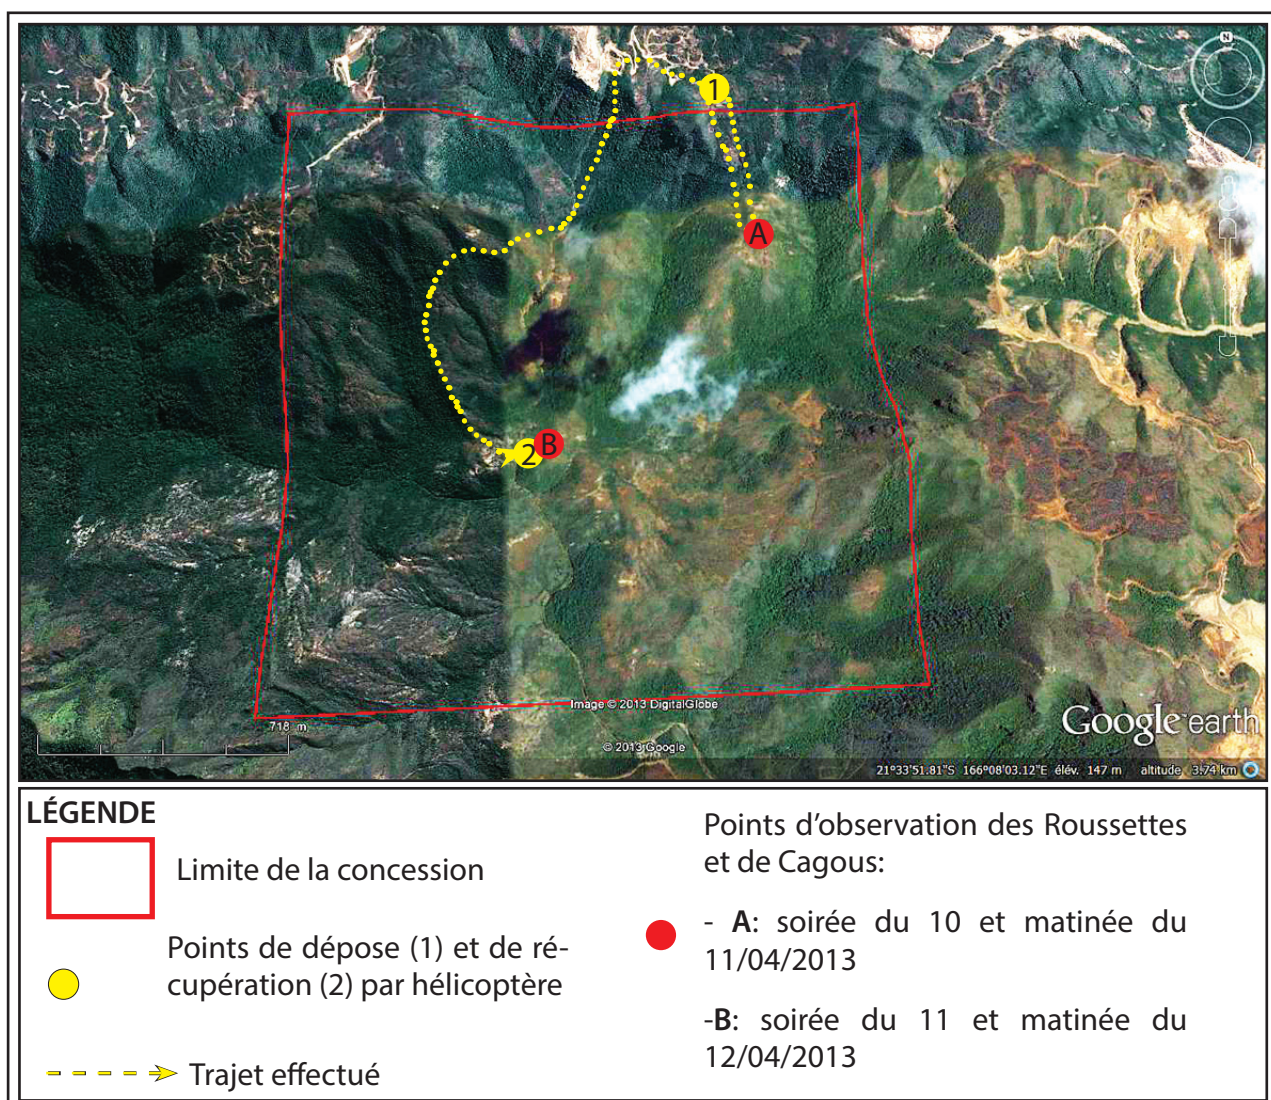 N
1
A
2
B
Image © 2013 DigitalGlobe
718 m
© 2013 Google
Google earth
21°33'51.81"S 166°08'03.12"E élév. 147 m altitude 3.74 km
LÉGENDE
Limite de la concession
Points de dépose (1) et de ré-
cupération (2) par hélicoptère
Trajet effectué
Points d'observation des Roussettes
et de Cagous:
- A: soirée du 10 et matinée du
11/04/2013
-B: soirée du 11 et matinée du
12/04/2013